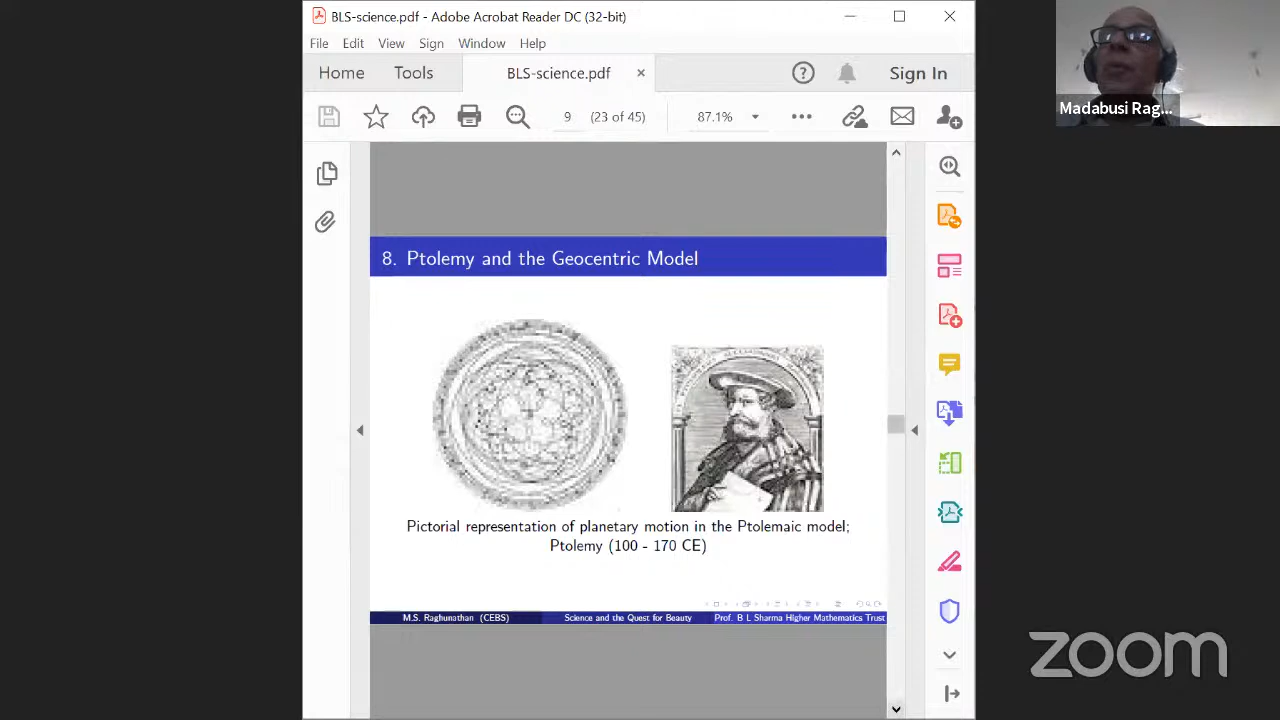 BLS-science.pdf - Adobe Acrobat Reader DC (32-bit)
File Edit View Sign Window Help
Home Tools BLS-science.pdf Sign In
9 (23 of 45) 87.1%
Madabusi Rag...
8. Ptolemy and the Geocentric Model
Pictorial representation of planetary motion in the Ptolemaic model;
Ptolemy (100 - 170 CE)
M.S. Raghunathan (CEBS) Science and the Quest for Beauty Prof. B L Sharma Higher Mathematics Trust
zoom